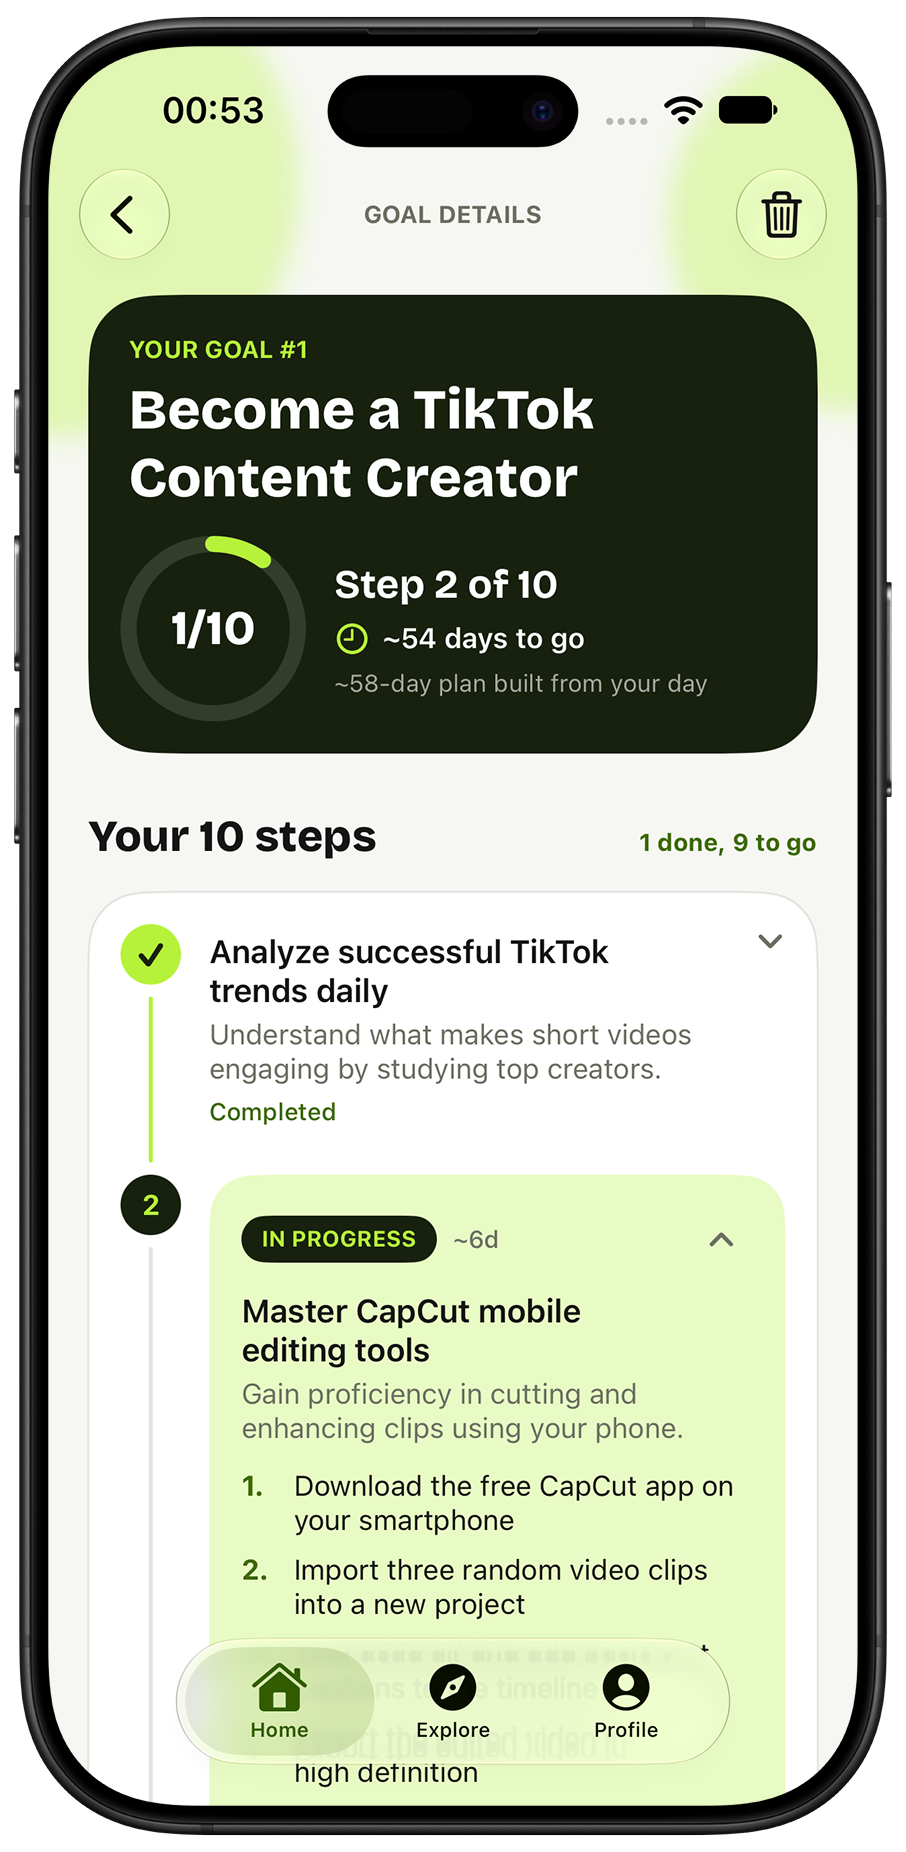 00:53
GOAL DETAILS
YOUR GOAL #1
Become a TikTok
Content Creator
1/10
Step 2 of 10
~54 days to go
~58-day plan built from your day
Your 10 steps
1 done, 9 to go
Analyze successful TikTok
trends daily
Understand what makes short videos
engaging by studying top creators.
Completed
2
IN PROGRESS
~6d
Master CapCut mobile
editing tools
Gain proficiency in cutting and
enhancing clips using your phone.
1. Download the free CapCut app on
your smartphone
2. Import three random video clips
into a new project
timeline
Home
Explore
Profile
high definition